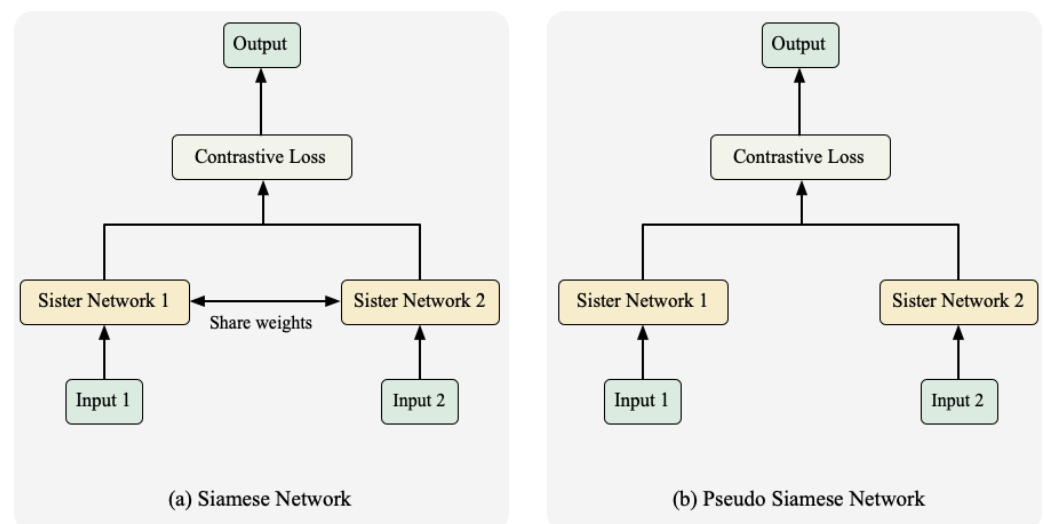 Output
Contrastive Loss
Sister Network 1
Sister Network 2
Share weights
Input 1
Input 2
(a) Siamese Network
Output
Contrastive Loss
Sister Network 1
Sister Network 2
Input 1
Input 2
(b) Pseudo Siamese Network